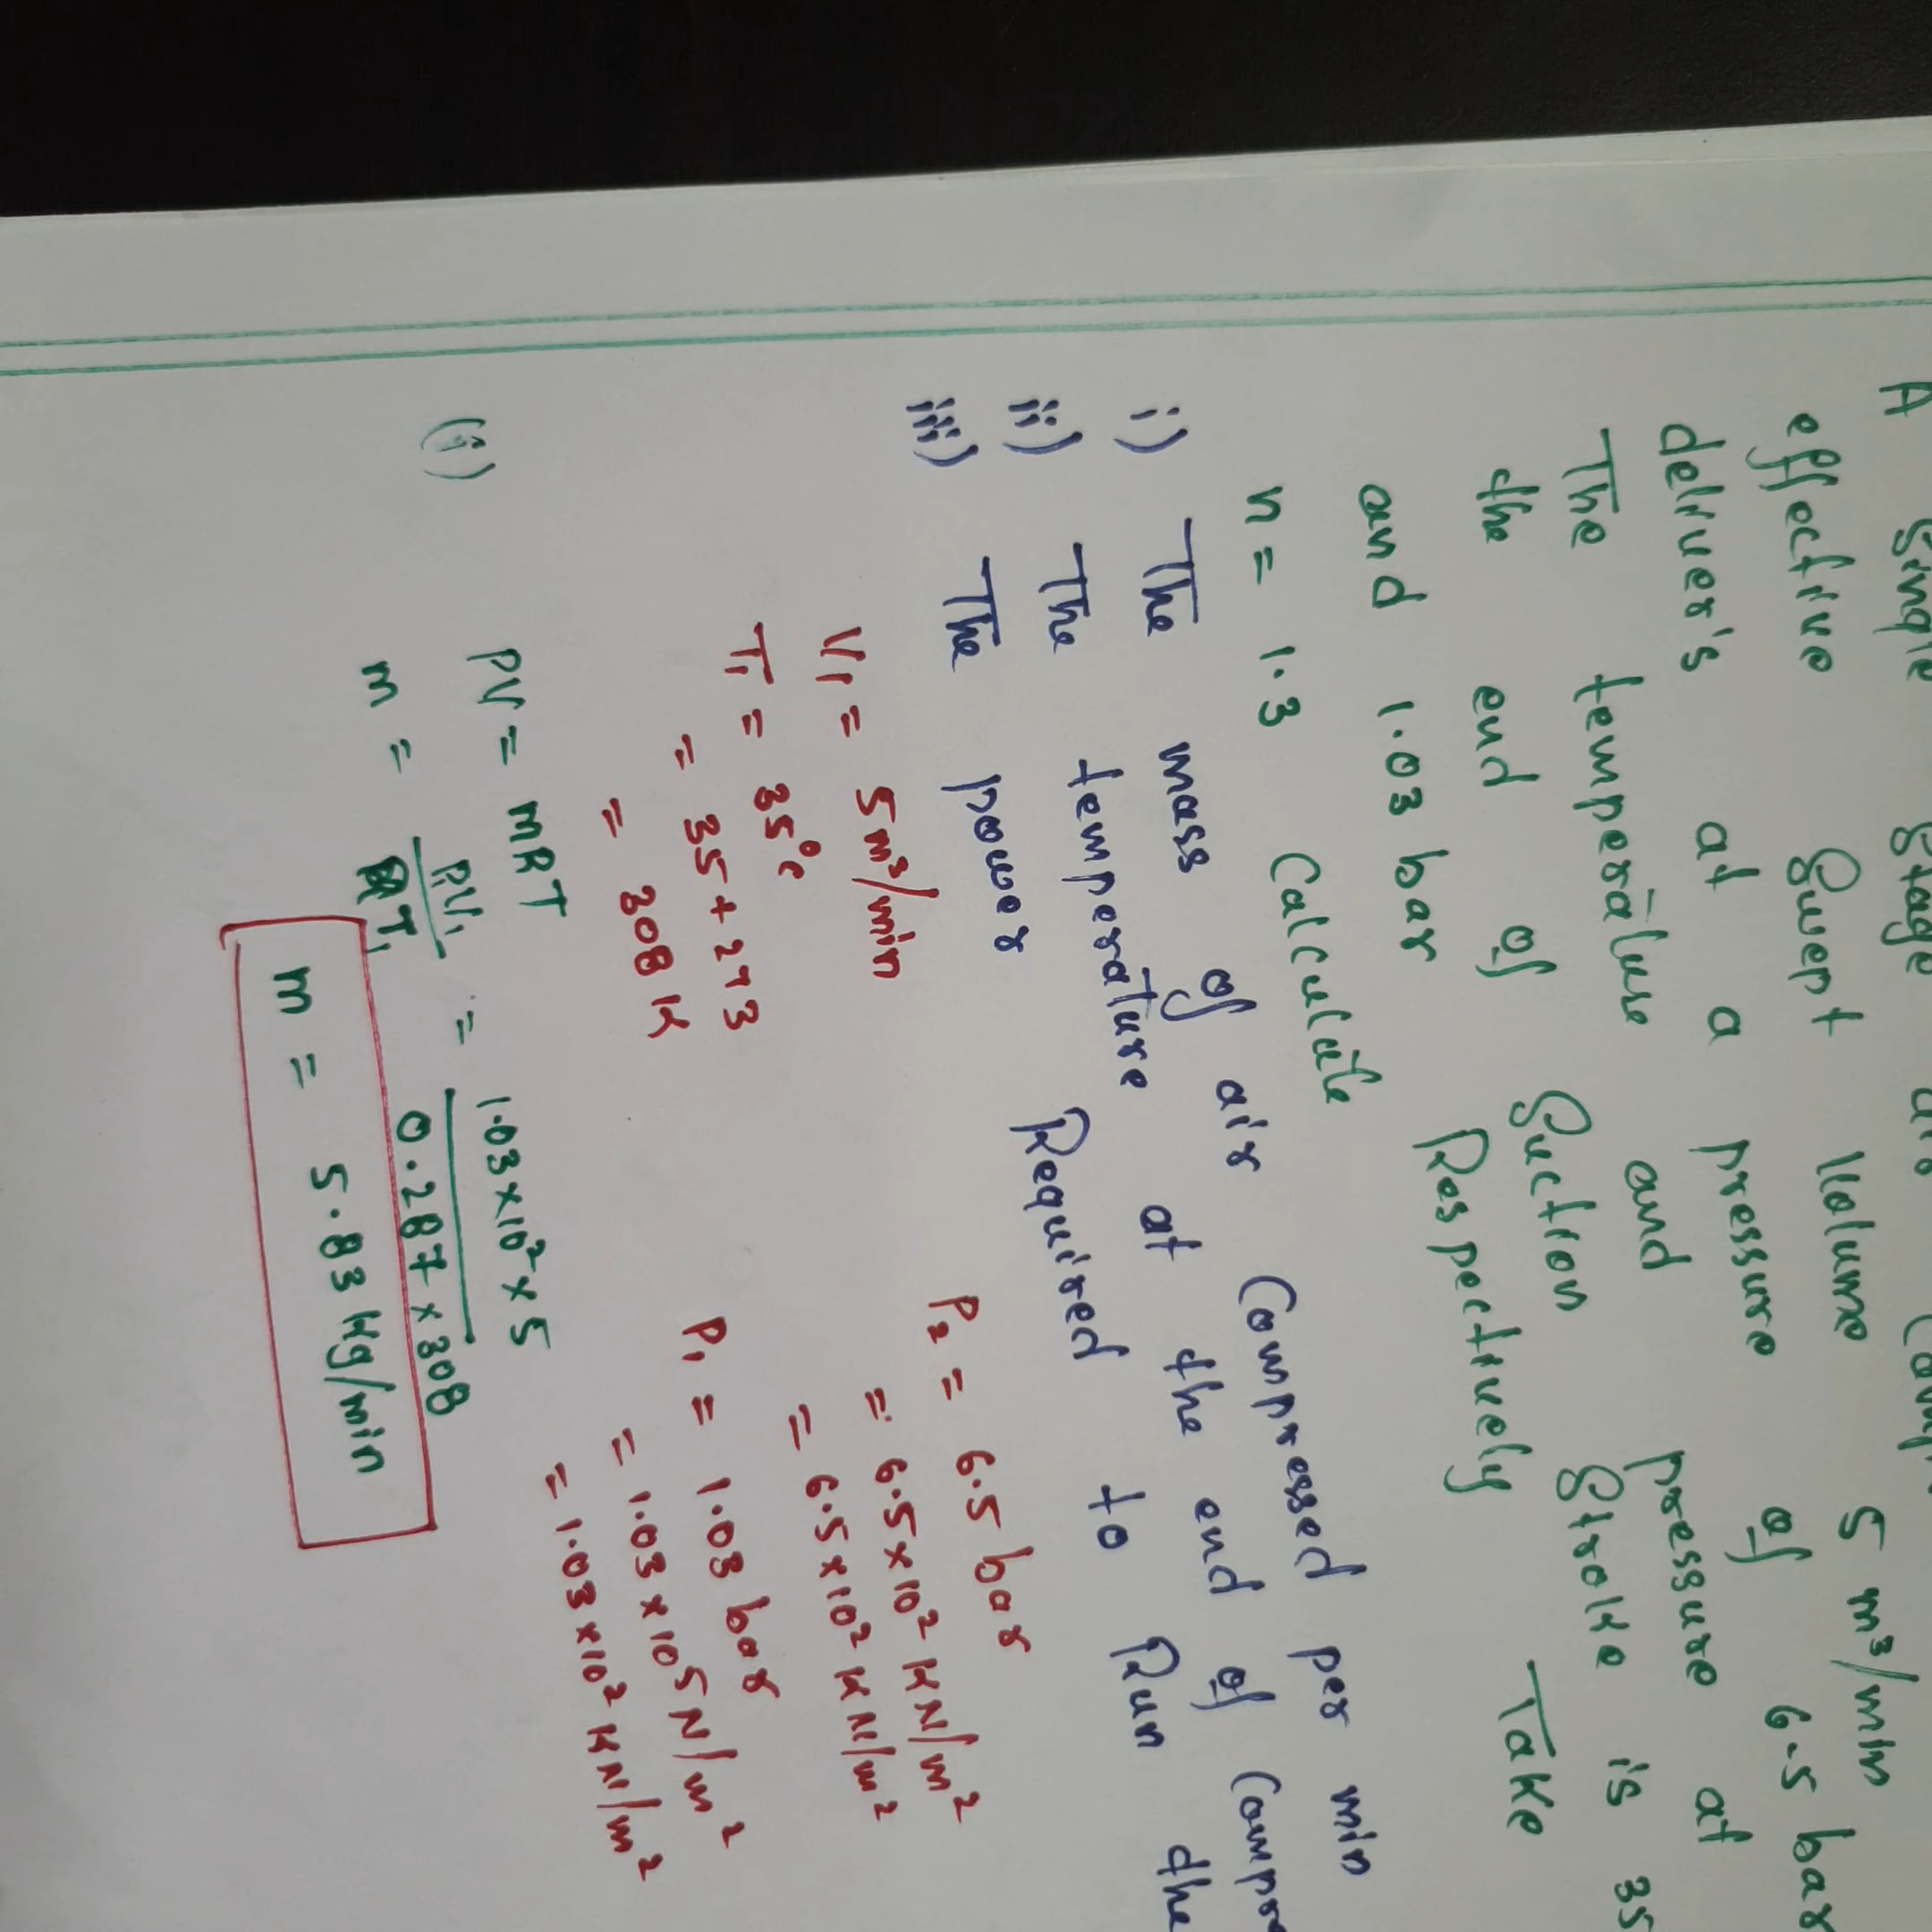 A single stage air
effective swept volume 5 m³/min
deliver's at a pressure of 6.5 bar
The temperature and pressure at
the end of suction stroke is 35
and 1.03 bar Respectively Take
n = 1.3 Calculate
i) The mass of air compressed per min
ii) The temperature at the end of
iii) The power Required to Run the
V₁ = 5 m³/min
T₁ = 35°c
= 35 + 273
= 308 K
P₂ = 6.5 bar
= 6.5 × 10² KN/m²
= 6.5 × 10² KN/m²
P₁ = 1.03 bar
= 1.03 × 10⁵ N/m²
= 1.03 × 10² KN/m²
(i) PV = mRT
m = P₁V₁ / RT₁ = 1.03 × 10² × 5 / 0.287 × 308
m = 5.83 kg/min